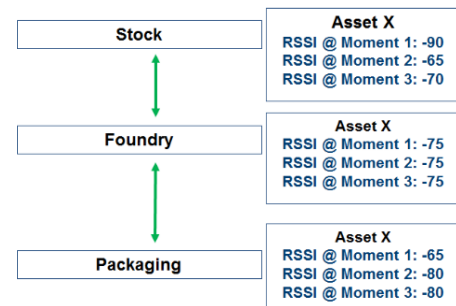 Stock
Asset X
RSSI @ Moment 1: -90
RSSI @ Moment 2: -65
RSSI @ Moment 3: -70
Foundry
Asset X
RSSI @ Moment 1: -75
RSSI @ Moment 2: -75
RSSI @ Moment 3: -75
Packaging
Asset X
RSSI @ Moment 1: -65
RSSI @ Moment 2: -80
RSSI @ Moment 3: -80